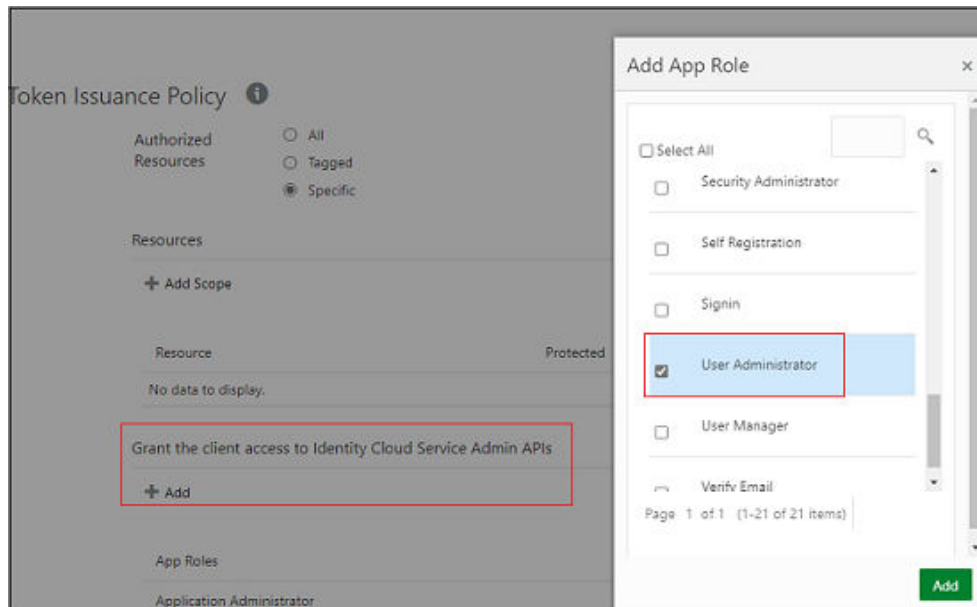 Token Issuance Policy
Authorized
Resources
All
Tagged
Specific
Resources
Add Scope
Resource
Protected
No data to display.
Grant the client access to Identity Cloud Service Admin APIs
Add
App Roles
Application Administrator
Add App Role
Select All
Security Administrator
Self Registration
Signin
User Administrator
User Manager
Verify Email
Page 1 of 1 (1-21 of 21 items)
Add